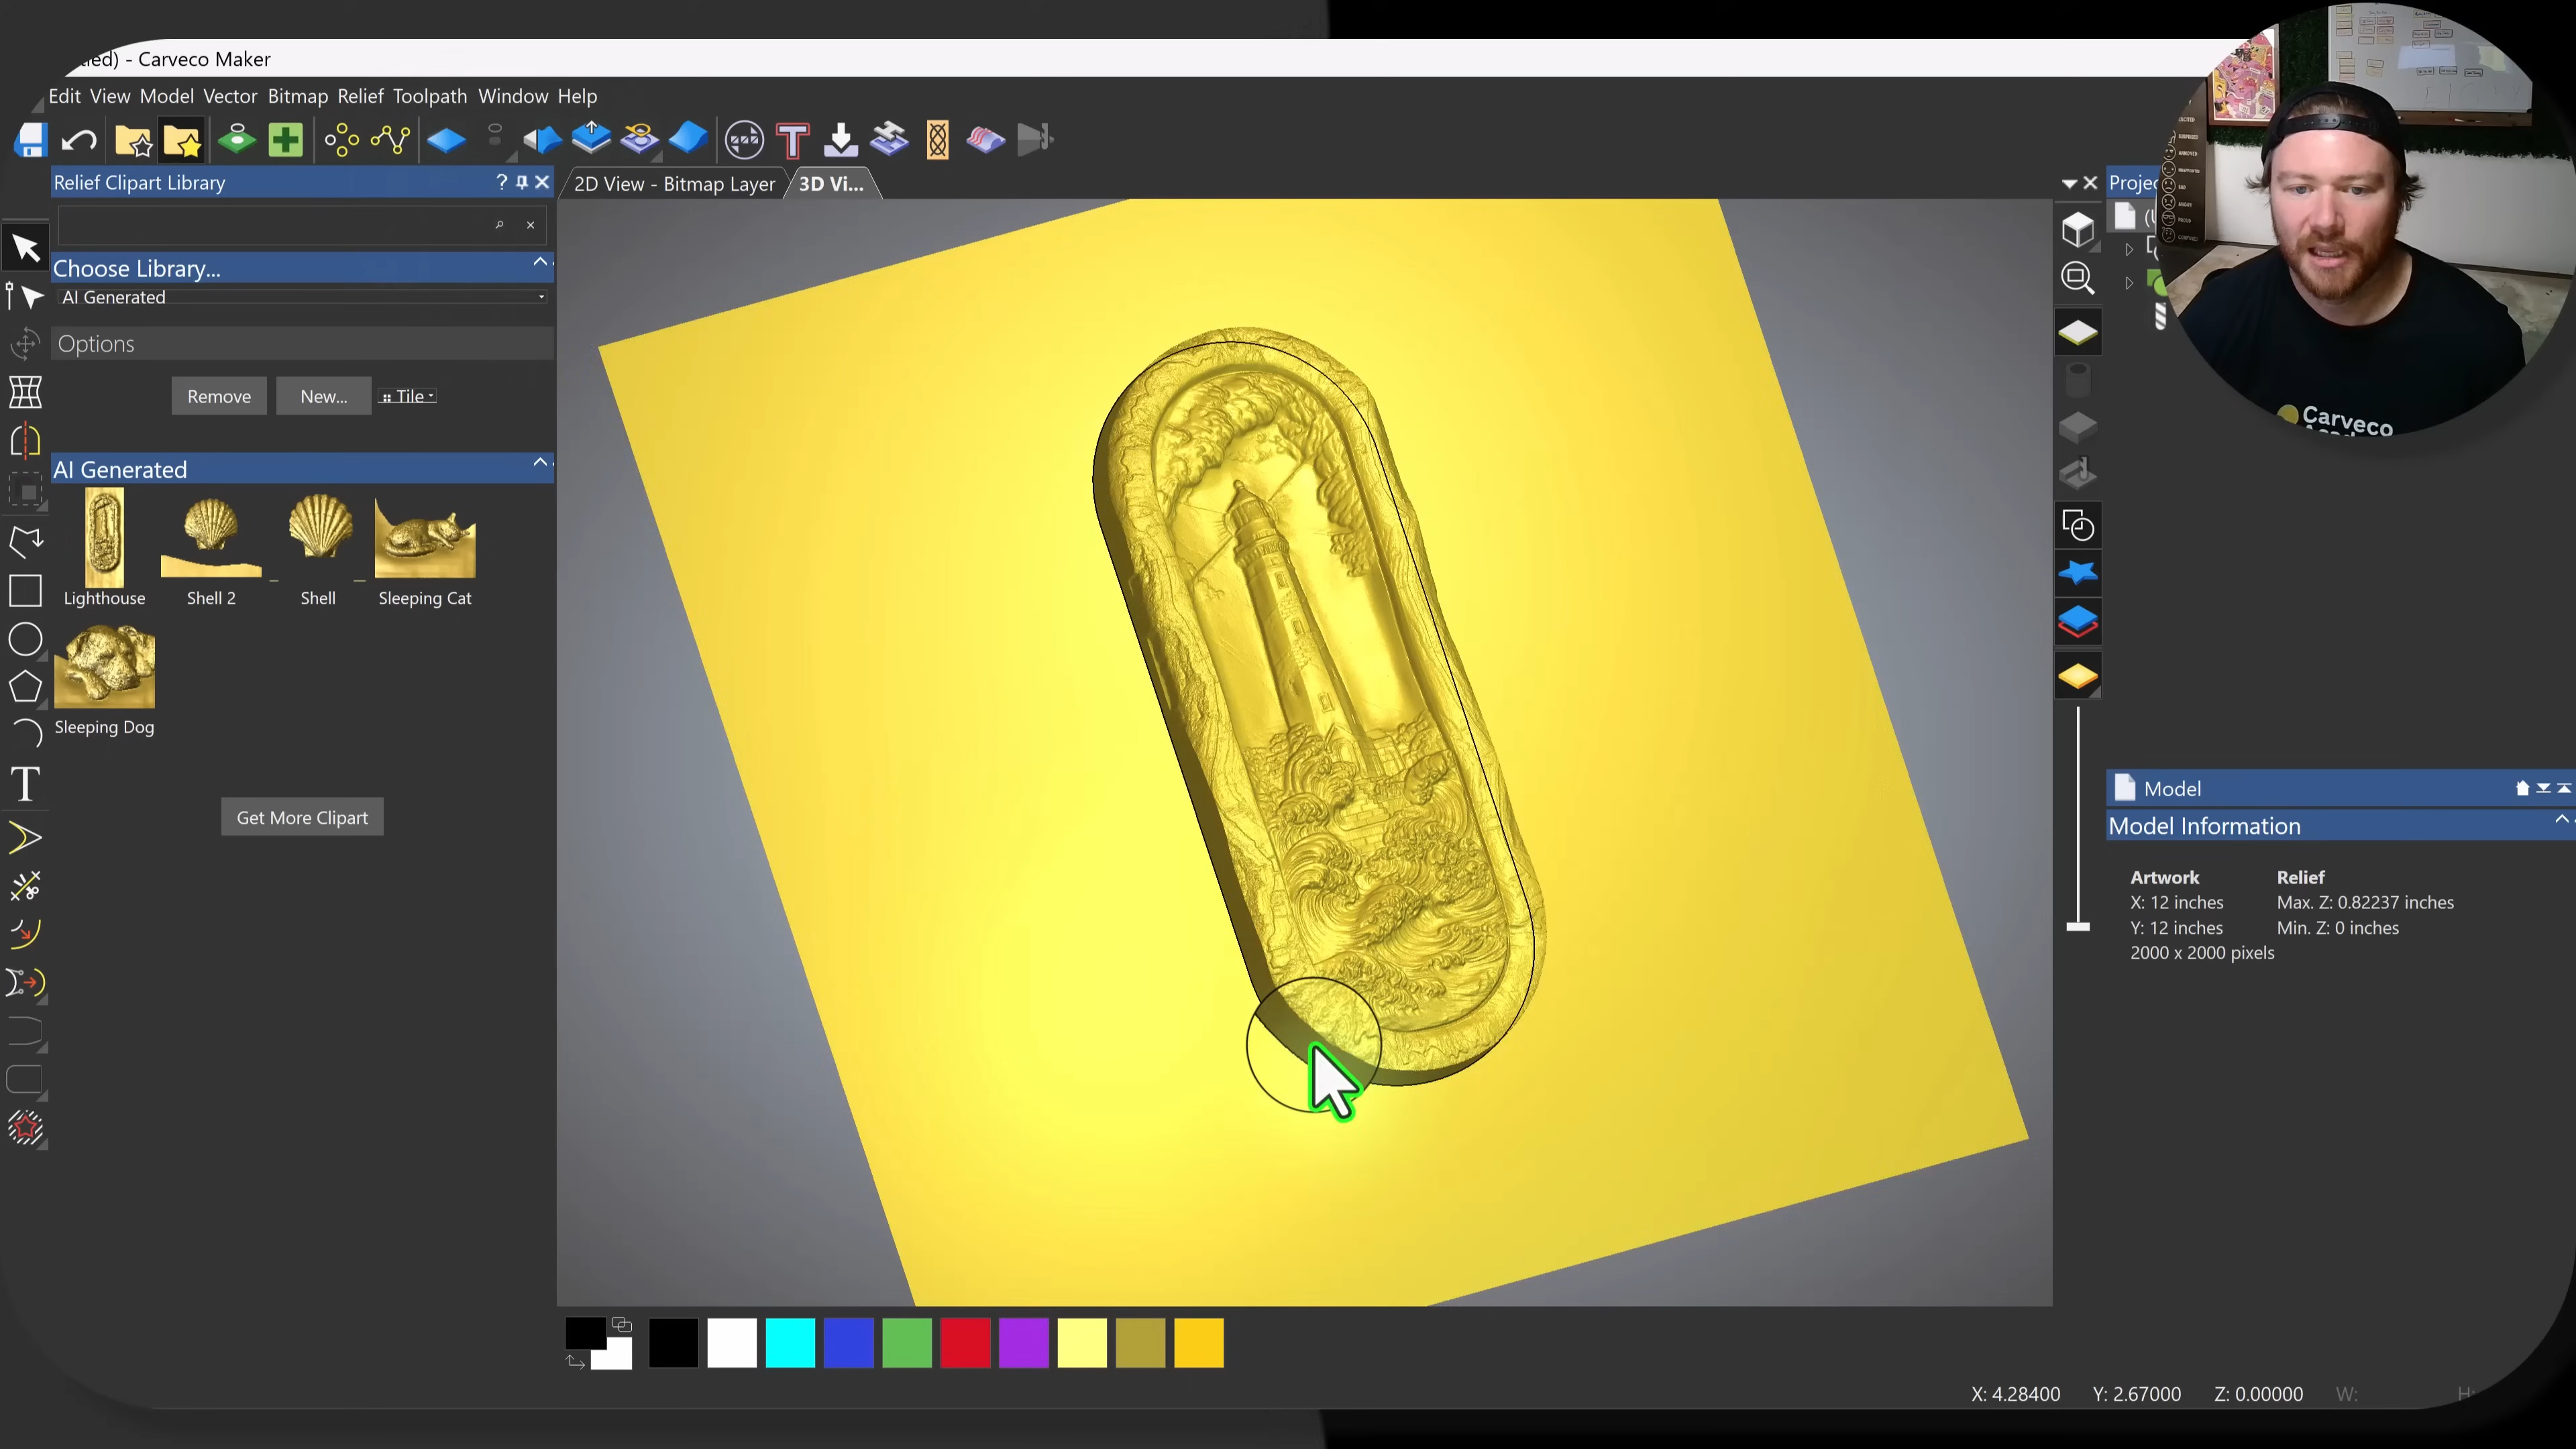 - Carveco Maker
Edit View Model Vector Bitmap Relief Toolpath Window Help
Relief Clipart Library ?
2D View - Bitmap Layer 3D Vi...
Choose Library...
AI Generated
Options
Remove New... Tile
AI Generated
Lighthouse Shell 2 Shell Sleeping Cat
Sleeping Dog
Get More Clipart
Model
Model Information
Artwork Relief
X: 12 inches Max. Z: 0.82237 inches
Y: 12 inches Min. Z: 0 inches
2000 x 2000 pixels
X: 4.28400 Y: 2.67000 Z: 0.00000 W: H:
Carveco